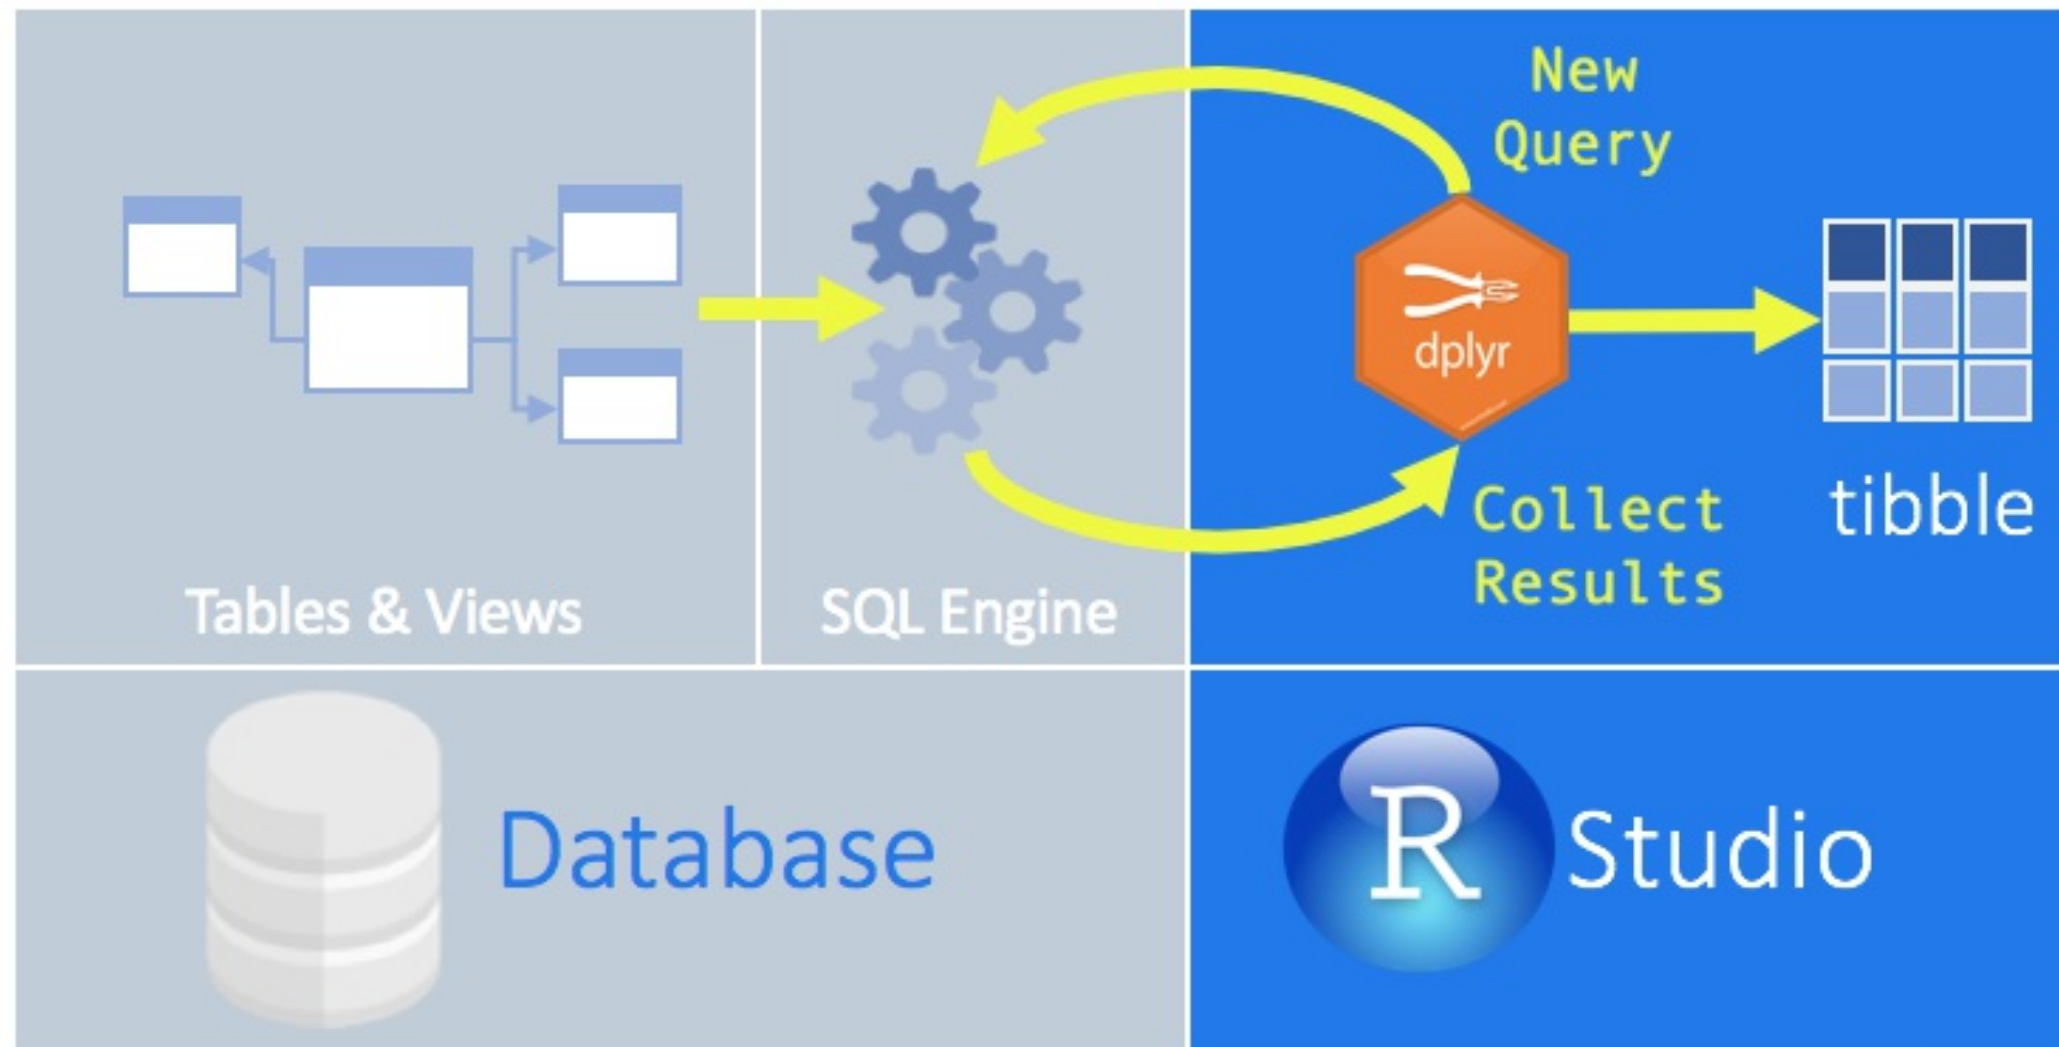 New
Query
dplyr
Collect
Results
tibble
Tables & Views
SQL Engine
Database
R Studio